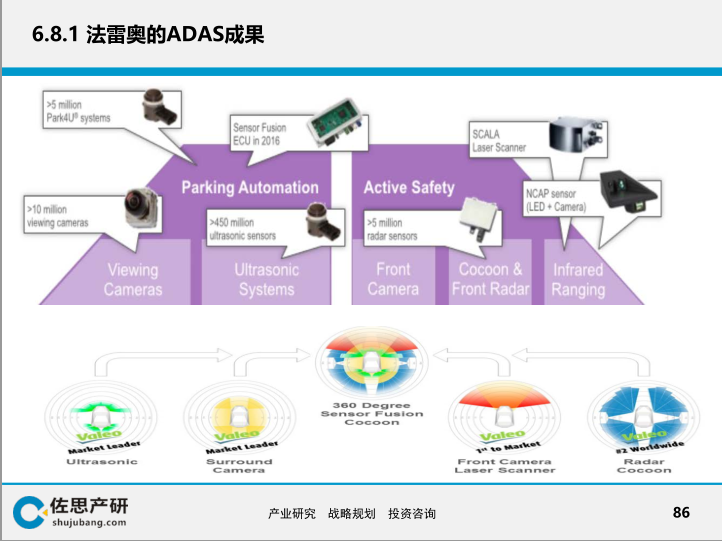 6.8.1 法雷奥的ADAS成果
>5 million
Park4U® systems
Sensor Fusion
ECU in 2016
SCALA
Laser Scanner
Parking Automation
Active Safety
NCAP sensor
(LED + Camera)
>10 million
viewing cameras
>450 million
ultrasonic sensors
>5 million
radar sensors
Viewing
Cameras
Ultrasonic
Systems
Front
Camera
Cocoon &
Front Radar
Infrared
Ranging
360 Degree
Sensor Fusion
Cocoon
Valeo
Market Leader
Ultrasonic
Valeo
Market Leader
Surround
Camera
Valeo
1st to Market
Front Camera
Laser Scanner
Valeo
#2 Worldwide
Radar
Cocoon
佐思产研
shujubang.com
产业研究 战略规划 投资咨询
86